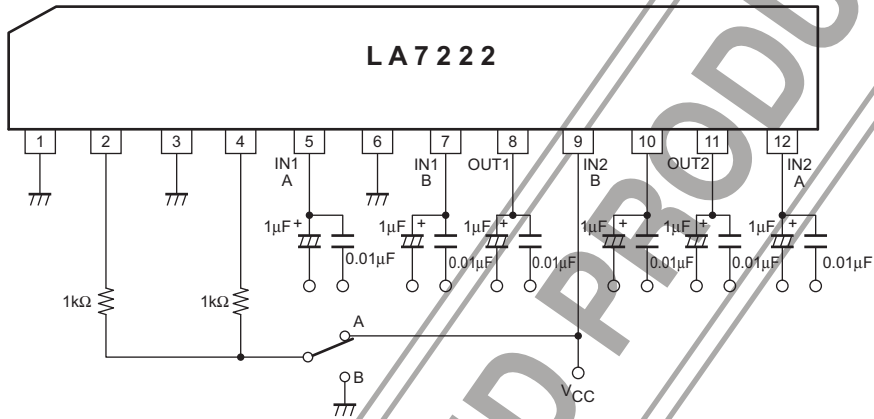 LA7222
1 2 3 4 5 6 7 8 9 10 11 12
IN1 A
IN1 B
OUT1
IN2 B
OUT2
IN2 A
1μF + 0.01μF
1μF + 0.01μF
1μF + 0.01μF
1μF + 0.01μF
1μF + 0.01μF
1μF + 0.01μF
1kΩ
1kΩ
A
B
VCC